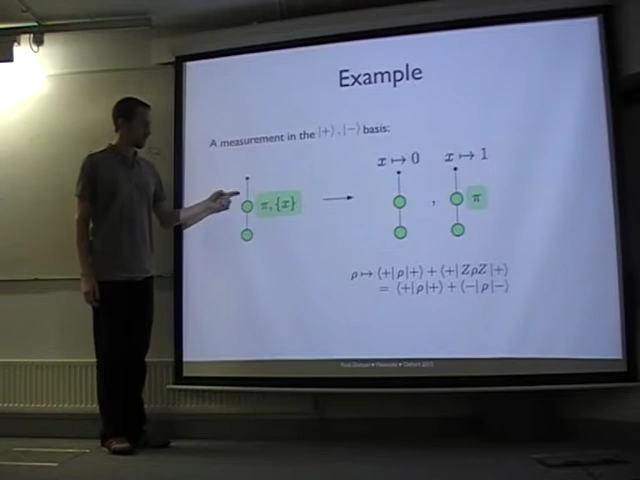 Example
A measurement in the |+⟩, |−⟩ basis:
x ↦ 0 x ↦ 1
π, {x} → , π
ρ ↦ ⟨+| ρ |+⟩ + ⟨+| ZρZ |+⟩
= ⟨+| ρ |+⟩ + ⟨−| ρ |−⟩